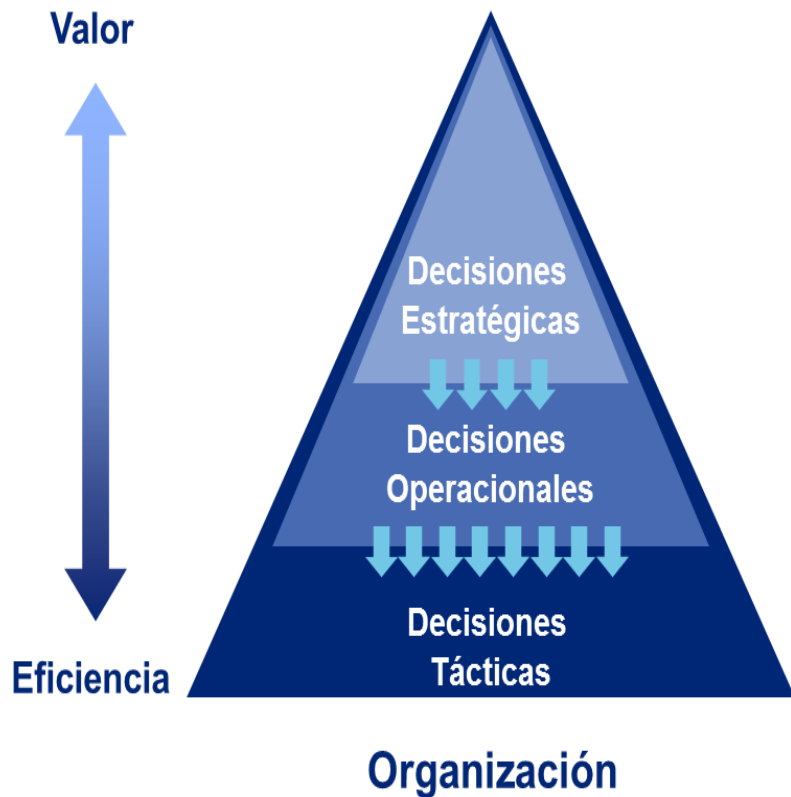 Valor
Decisiones
Estratégicas
Decisiones
Operacionales
Decisiones
Tácticas
Eficiencia
Organización